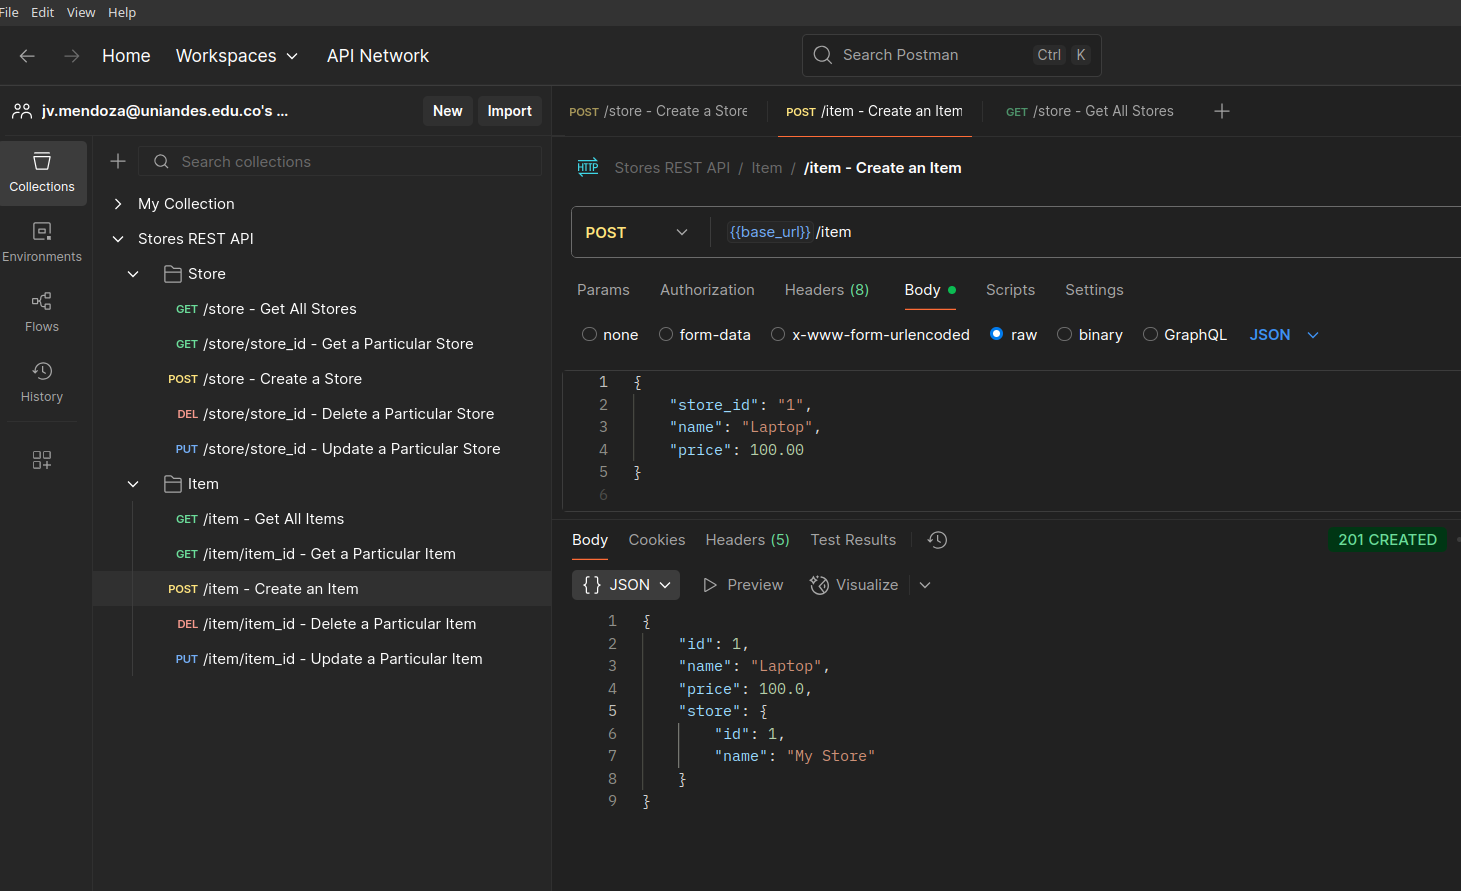 File Edit View Help
Home Workspaces API Network Search Postman Ctrl K
jv.mendoza@uniandes.edu.co's ... New Import
POST /store - Create a Store POST /item - Create an Item GET /store - Get All Stores
Collections
Environments
Flows
History
Search collections
My Collection
Stores REST API
Store
GET /store - Get All Stores
GET /store/store_id - Get a Particular Store
POST /store - Create a Store
DEL /store/store_id - Delete a Particular Store
PUT /store/store_id - Update a Particular Store
Item
GET /item - Get All Items
GET /item/item_id - Get a Particular Item
POST /item - Create an Item
DEL /item/item_id - Delete a Particular Item
PUT /item/item_id - Update a Particular Item
HTTP Stores REST API / Item / /item - Create an Item
POST {{base_url}} /item
Params Authorization Headers (8) Body Scripts Settings
none form-data x-www-form-urlencoded raw binary GraphQL JSON
1 {
2 "store_id": "1",
3 "name": "Laptop",
4 "price": 100.00
5 }
6
Body Cookies Headers (5) Test Results 201 CREATED
{} JSON Preview Visualize
1 {
2 "id": 1,
3 "name": "Laptop",
4 "price": 100.0,
5 "store": {
6 "id": 1,
7 "name": "My Store"
8 }
9 }